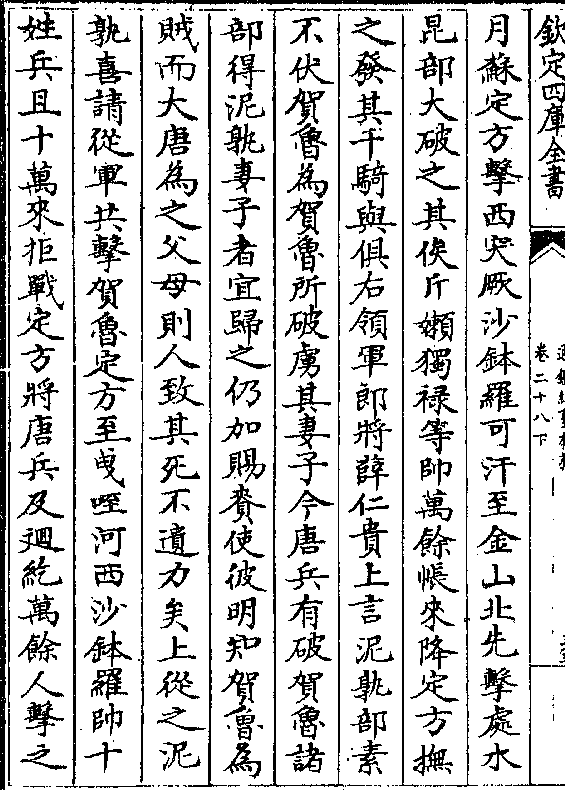 欽定四庫全書
卷二十八下
月蘇定方擊西突厥沙鉢羅可汗至金山北先擊處水
昆部大破之其俟斤嬾獨禄等帥萬餘帳來降定方撫
之發其千騎與俱右領軍郎將薛仁貴上言泥孰部素
不伏賀魯為賀魯所破虜其妻子今唐兵有破賀魯諸
部得泥孰妻子者宜歸之仍加賜賚使彼明知賀魯為
賊而大唐為之父母則人致其死不遺力矣上從之泥
孰喜請從軍共擊賀魯定方至曵咥河西沙鉢羅帥十
姓兵且十萬來拒戰定方將唐兵及迴紇萬餘人擊之